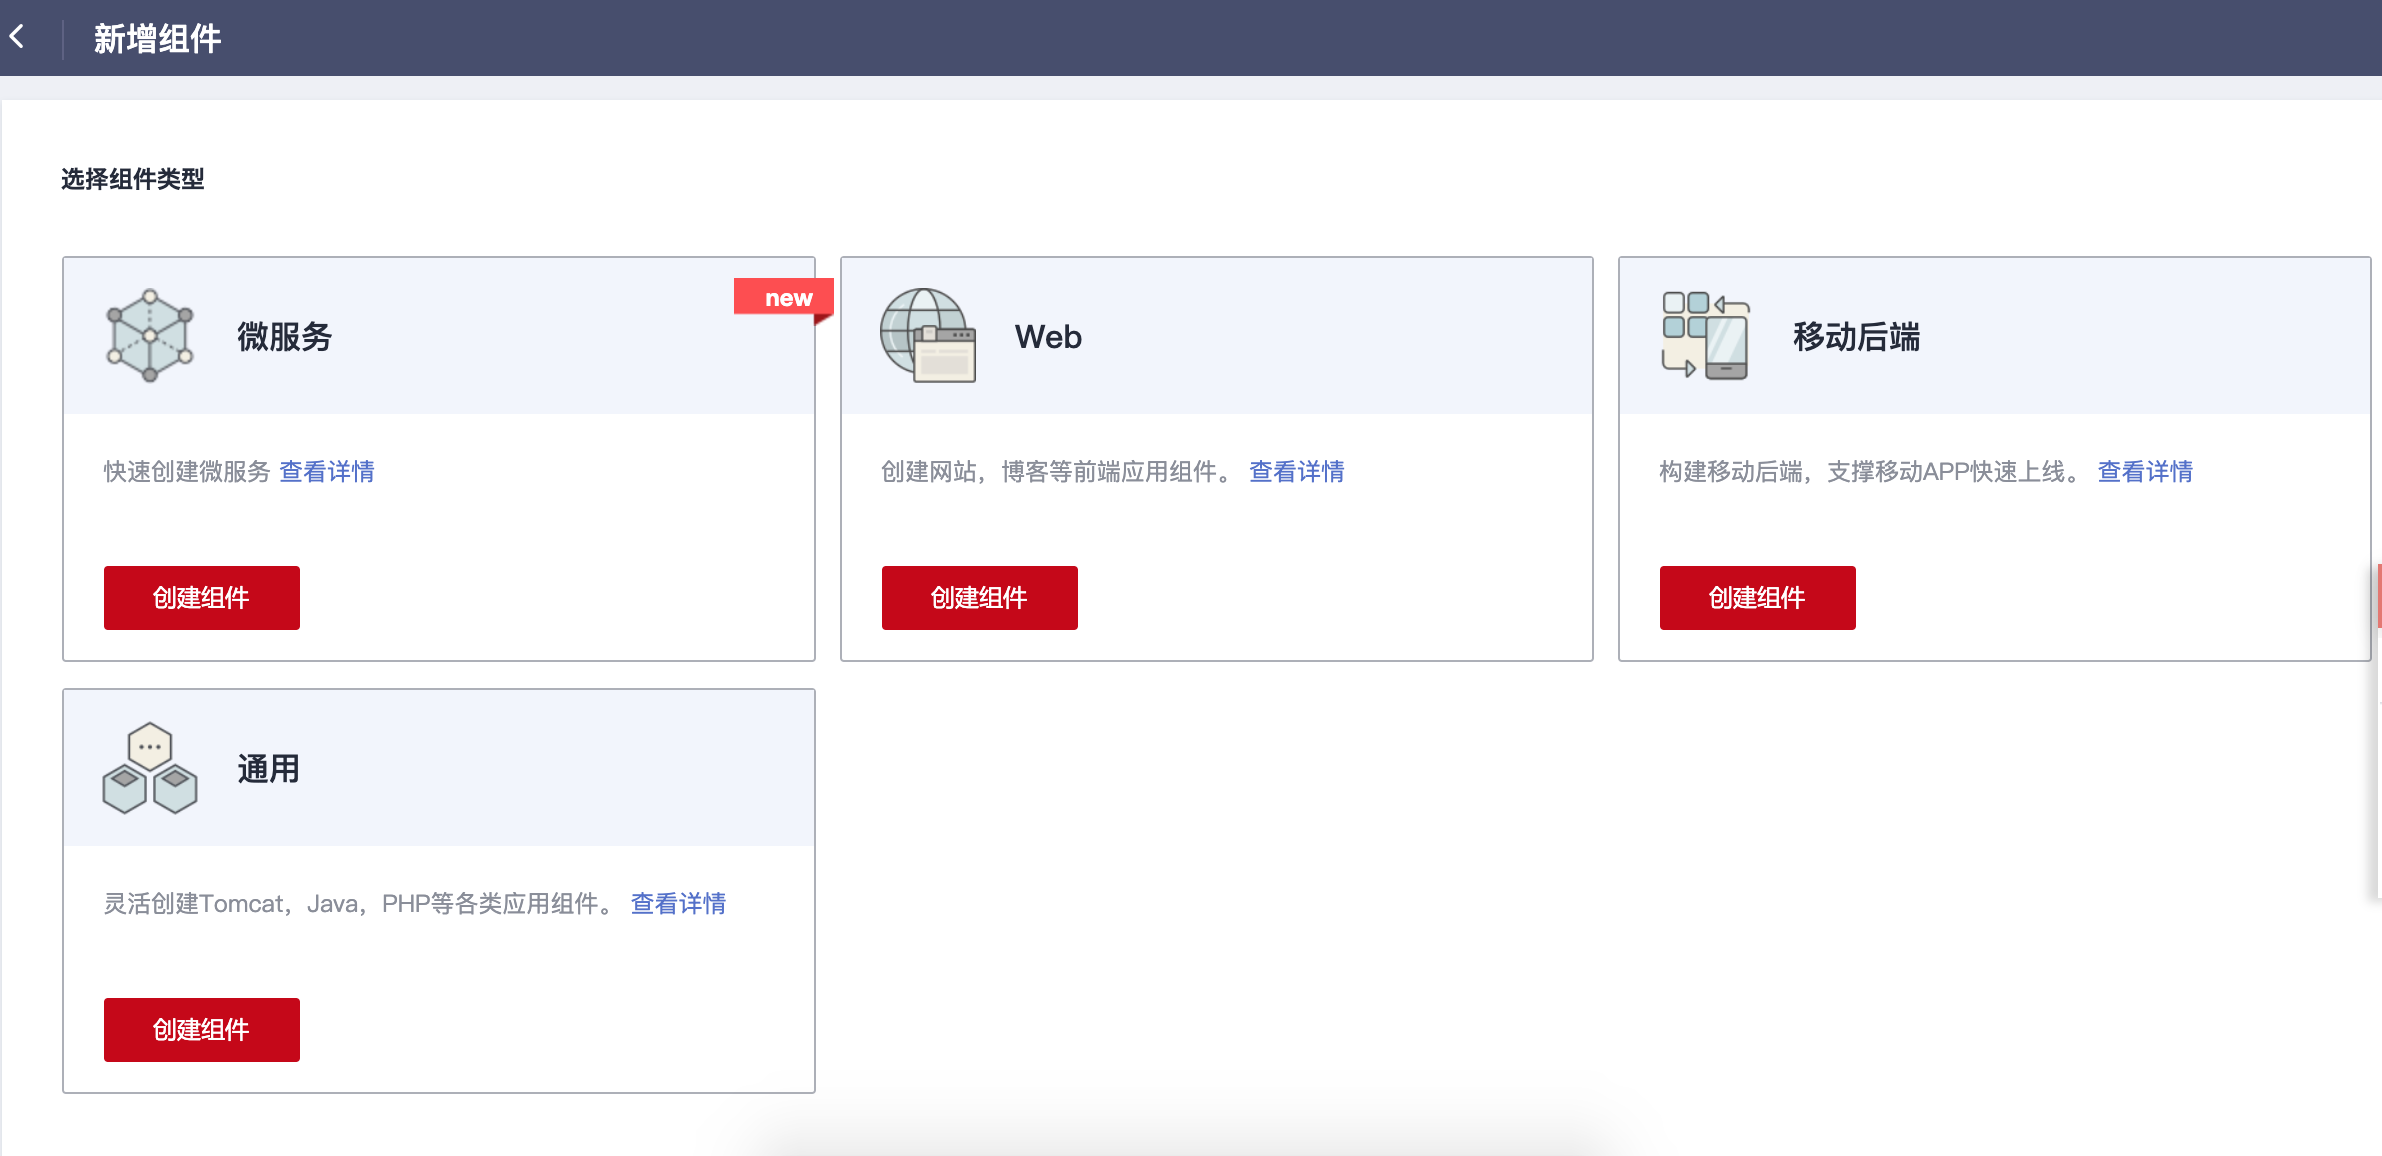 新增组件
选择组件类型
微服务
new
快速创建微服务 查看详情
创建组件
Web
创建网站，博客等前端应用组件。 查看详情
创建组件
移动后端
构建移动后端，支撑移动APP快速上线。 查看详情
创建组件
通用
灵活创建Tomcat，Java，PHP等各类应用组件。 查看详情
创建组件